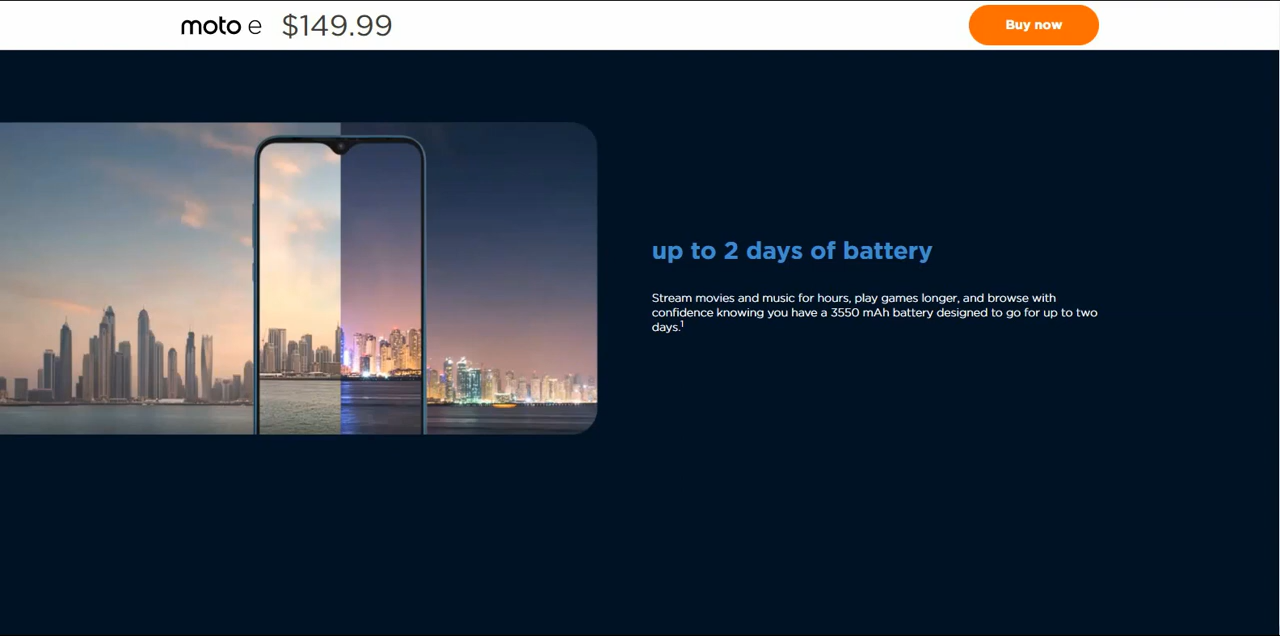 moto e $149.99
Buy now
up to 2 days of battery
Stream movies and music for hours, play games longer, and browse with
confidence knowing you have a 3550 mAh battery designed to go for up to two
days.¹